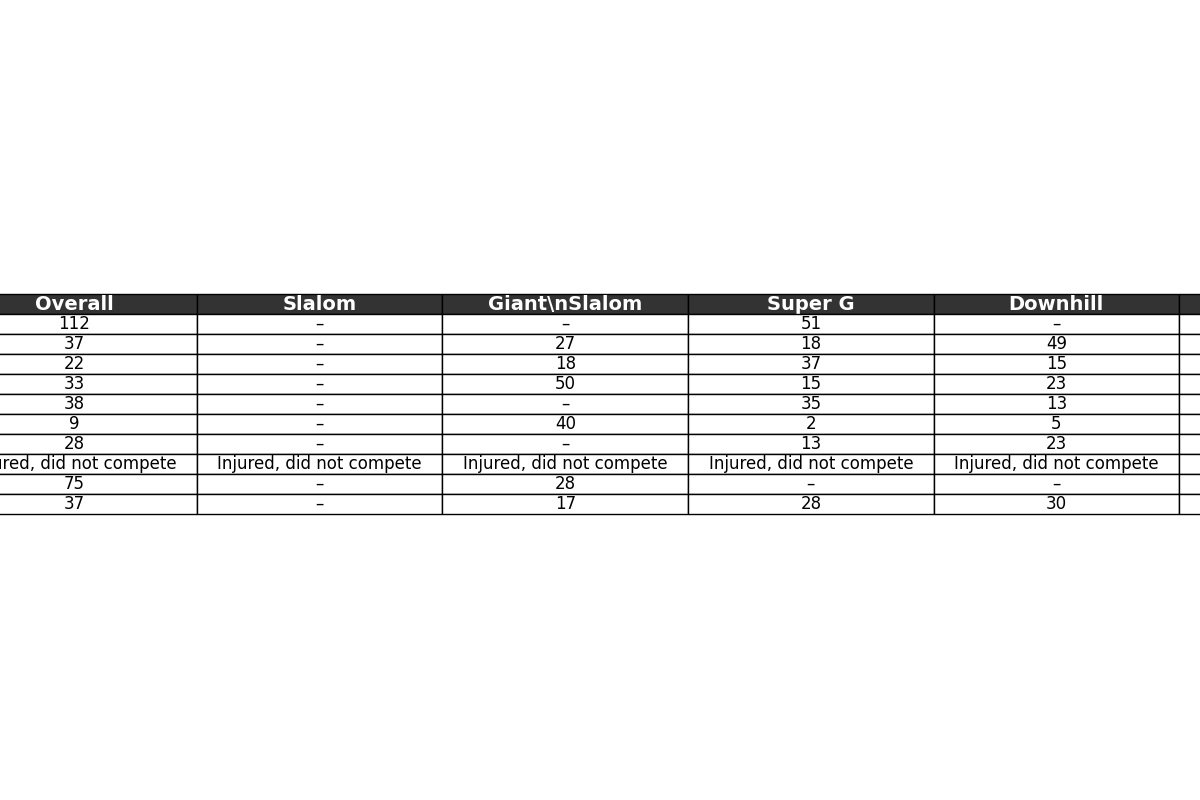 Overall Slalom Giant\nSlalom Super G Downhill
112 – – 51 –
37 – 27 18 49
22 – 18 37 15
33 – 50 15 23
38 – – 35 13
9 – 40 2 5
28 – – 13 23
did not compete Injured, did not compete Injured, did not compete Injured, did not compete Injured, did not compete
75 – 28 – –
37 – 17 28 30